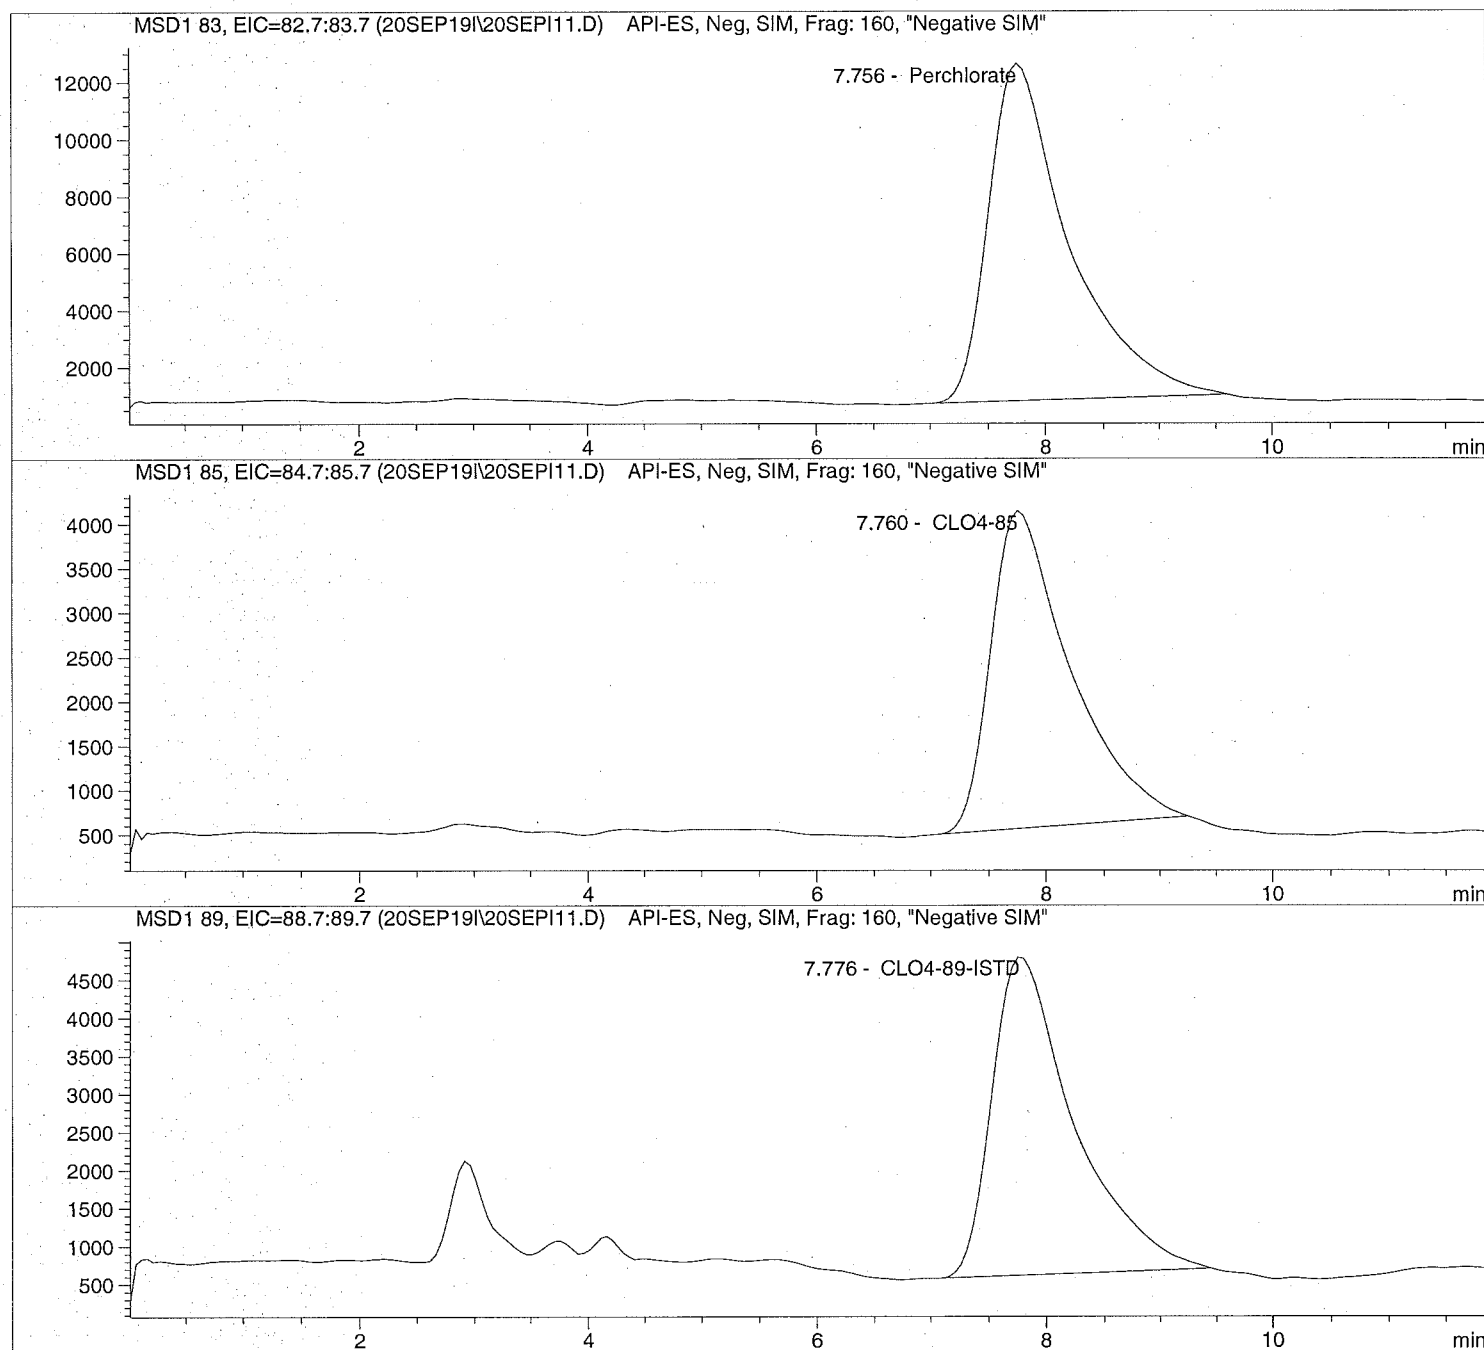 MSD1 83, EIC=82.7:83.7 (20SEP19I\20SEPI11.D) API-ES, Neg, SIM, Frag: 160, "Negative SIM"
7.756 - Perchlorate
12000
10000
8000
6000
4000
2000
2 4 6 8 10 min
MSD1 85, EIC=84.7:85.7 (20SEP19I\20SEPI11.D) API-ES, Neg, SIM, Frag: 160, "Negative SIM"
7.760 - CLO4-85
4000
3500
3000
2500
2000
1500
1000
500
2 4 6 8 10 min
MSD1 89, EIC=88.7:89.7 (20SEP19I\20SEPI11.D) API-ES, Neg, SIM, Frag: 160, "Negative SIM"
7.776 - CLO4-89-ISTD
4500
4000
3500
3000
2500
2000
1500
1000
500
2 4 6 8 10 min